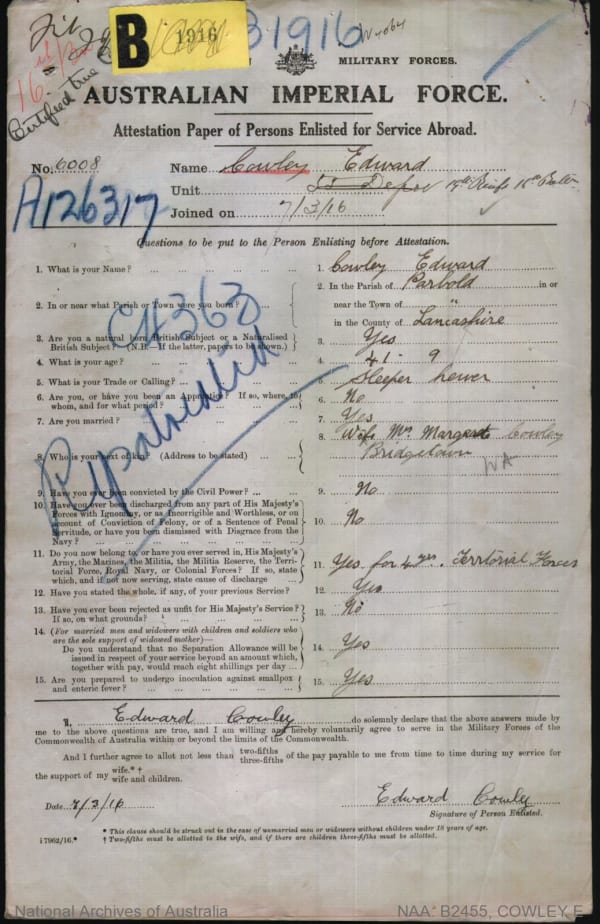 B 1916
31916
W4064
16
Certified true
MILITARY FORCES.
AUSTRALIAN IMPERIAL FORCE.
Attestation Paper of Persons Enlisted for Service Abroad.
No. 6008 Name Cowley Edward
Unit Depot 19th Reinfs 16 Battn
A126317
Joined on 7/3/16
Questions to be put to the Person Enlisting before Attestation.
1. What is your Name? ... ... ... ... 1. Cowley Edward
2. In or near what Parish or Town were you born? ... 2. In the Parish of Parbold in or
near the Town of "
in the County of Lancashire
3. Are you a natural born British Subject or a Naturalised British Subject? (N.B.—If the latter, papers to be shown.) 3. Yes
4. What is your age? ... ... ... ... 4. 41 - 9
5. What is your Trade or Calling? ... ... ... 5. Sleeper hewer
6. Are you, or have you been an Apprentice? If so, where, to whom, and for what period? ... ... 6. No
7. Are you married? ... ... ... ... 7. Yes
8. Who is your next of kin? (Address to be stated) ... 8. Wife Mrs Margaret Cowley
Bridgetown WA
9. Have you ever been convicted by the Civil Power? ... ... 9. No
10. Have you ever been discharged from any part of His Majesty's Forces with Ignominy, or as Incorrigible and Worthless, or on account of Conviction of Felony, or of a Sentence of Penal Servitude, or have you been Dismissed with Disgrace from the Navy? ... ... ... 10. No
11. Do you now belong to, or have you ever served in, His Majesty's Army, the Marines, the Militia, the Militia Reserve, the Territorial Force, Royal Navy, or Colonial Forces? If so, state which, and if not now serving, state cause of discharge ... 11. Yes. for 4 yrs. Territorial Forces
12. Have you stated the whole, if any, of your previous Service? 12. Yes
13. Have you ever been rejected as unfit for His Majesty's Service? If so, on what grounds? ... ... ... 13. No
14. (For married men and widowers with children and soldiers who are the sole support of widowed mother)—
Do you understand that no Separation Allowance will be issued in respect of your service beyond an amount which, together with pay, would reach eight shillings per day ... 14. Yes
15. Are you prepared to undergo inoculation against smallpox and enteric fever? ... ... ... ... 15. Yes
Repatriated
I, Edward Cowley do solemnly declare that the above answers made by
me to the above questions are true, and I am willing and hereby voluntarily agree to serve in the Military Forces of the
Commonwealth of Australia within or beyond the limits of the Commonwealth.
And I further agree to allot not less than two-fifths three-fifths of the pay payable to me from time to time during my service for
the support of my wife.*† wife and children.
Date 7/3/16 Edward Cowley
Signature of Person Enlisted.
17962/16.* * This clause should be struck out in the case of unmarried men or widowers without children under 18 years of age.
† Two-fifths must be allotted to the wife, and if there are children three-fifths must be allotted.
National Archives of Australia NAA: B2455, COWLEY E